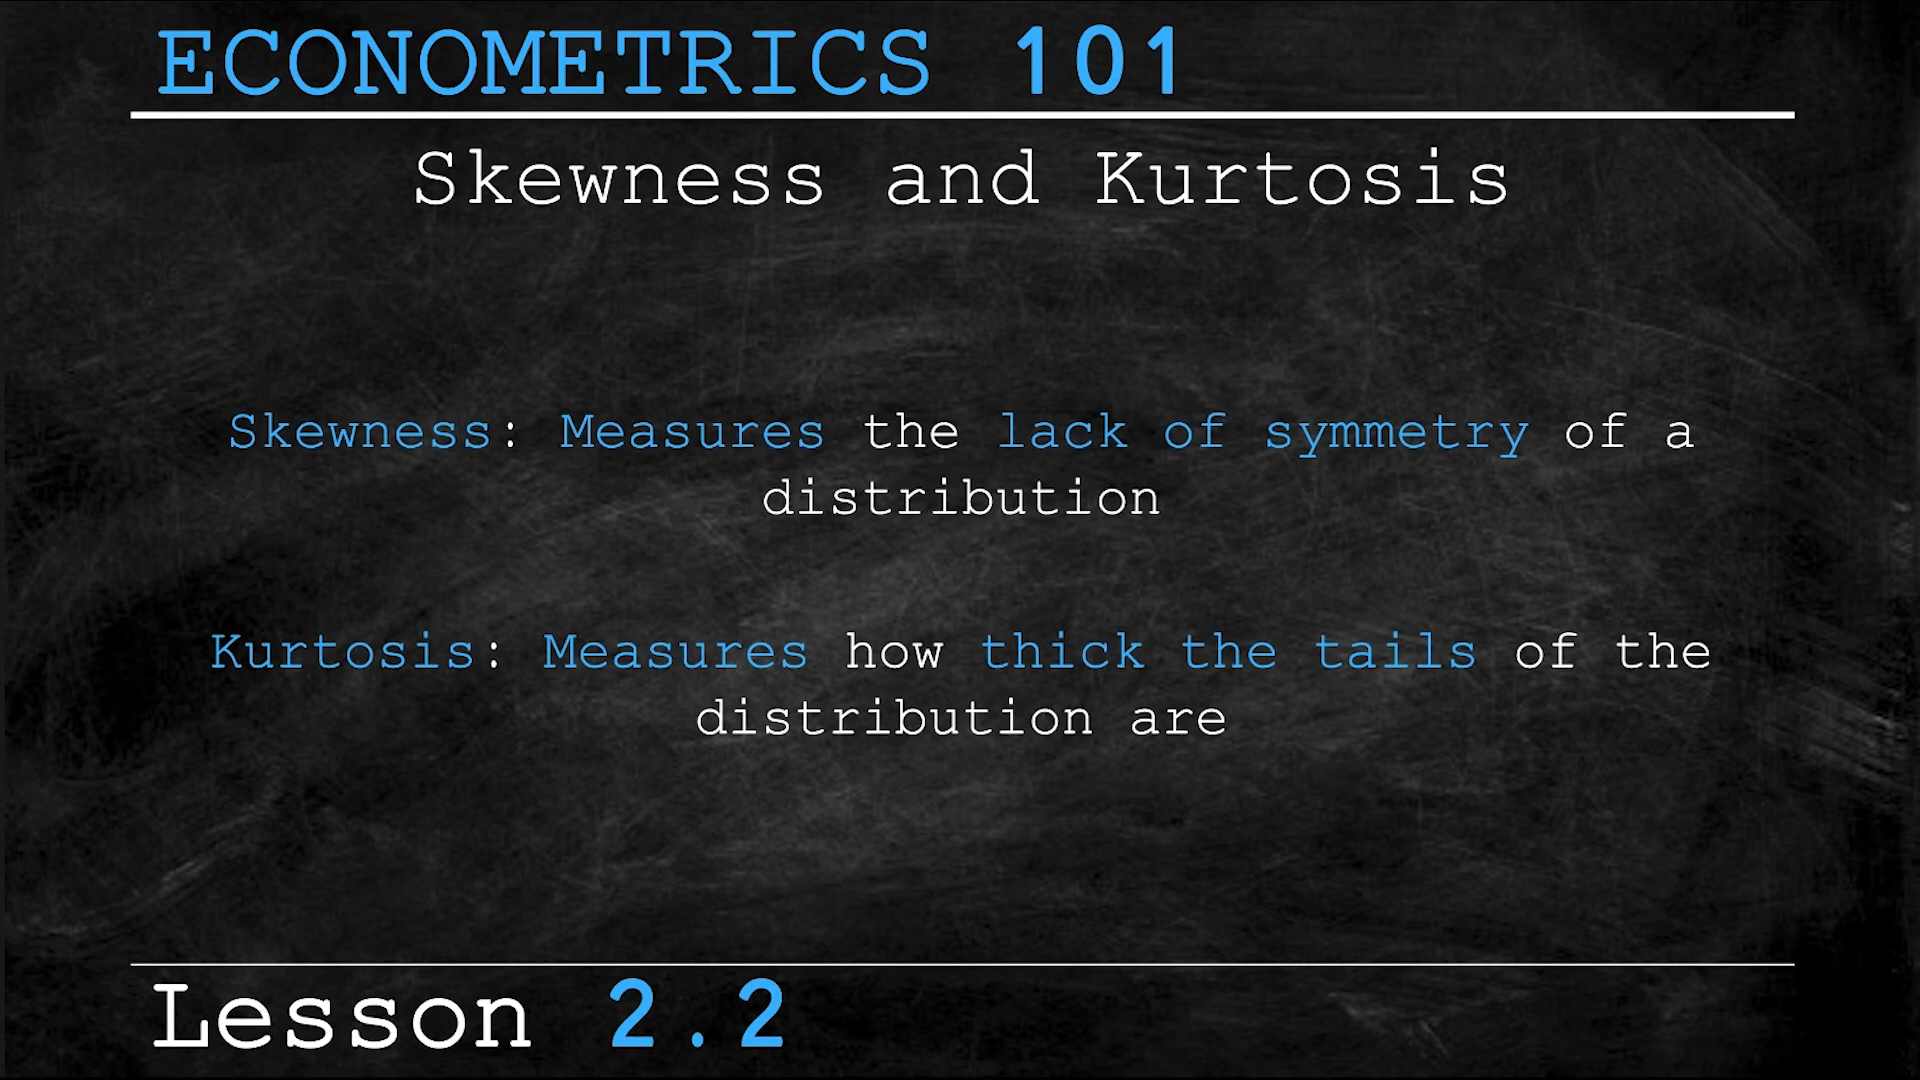 ECONOMETRICS 101
Skewness and Kurtosis
Skewness: Measures the lack of symmetry of a
distribution
Kurtosis: Measures how thick the tails of the
distribution are
Lesson 2.2